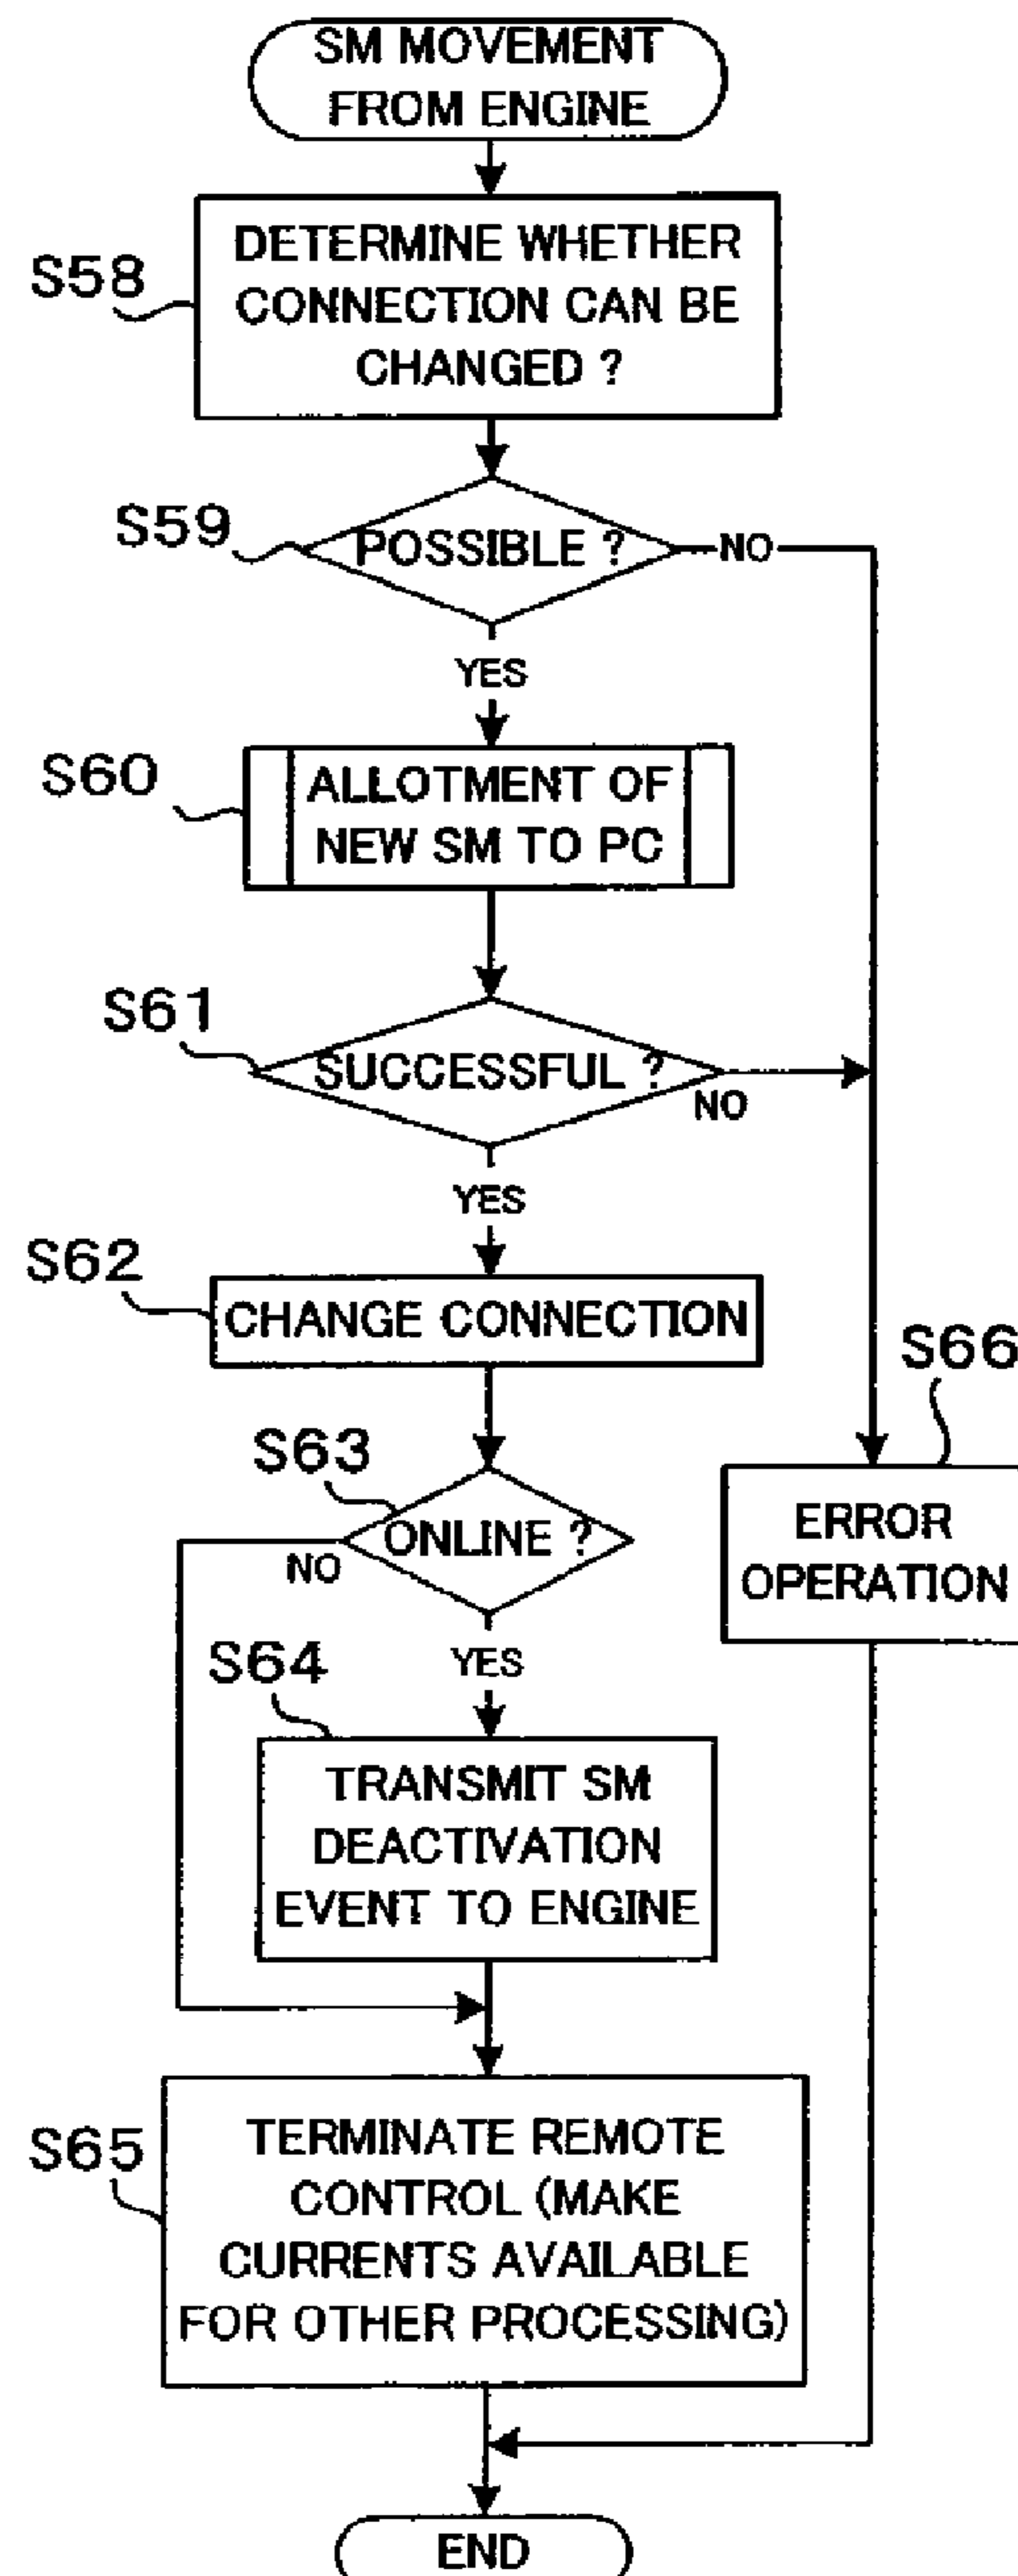 SM MOVEMENT
FROM ENGINE
S58
DETERMINE WHETHER
CONNECTION CAN BE
CHANGED ?
S59
POSSIBLE ?
NO
YES
S60
ALLOTMENT OF
NEW SM TO PC
S61
SUCCESSFUL ?
NO
YES
S62
CHANGE CONNECTION
S66
ERROR
OPERATION
S63
ONLINE ?
NO
YES
S64
TRANSMIT SM
DEACTIVATION
EVENT TO ENGINE
S65
TERMINATE REMOTE
CONTROL (MAKE
CURRENTS AVAILABLE
FOR OTHER PROCESSING)
END